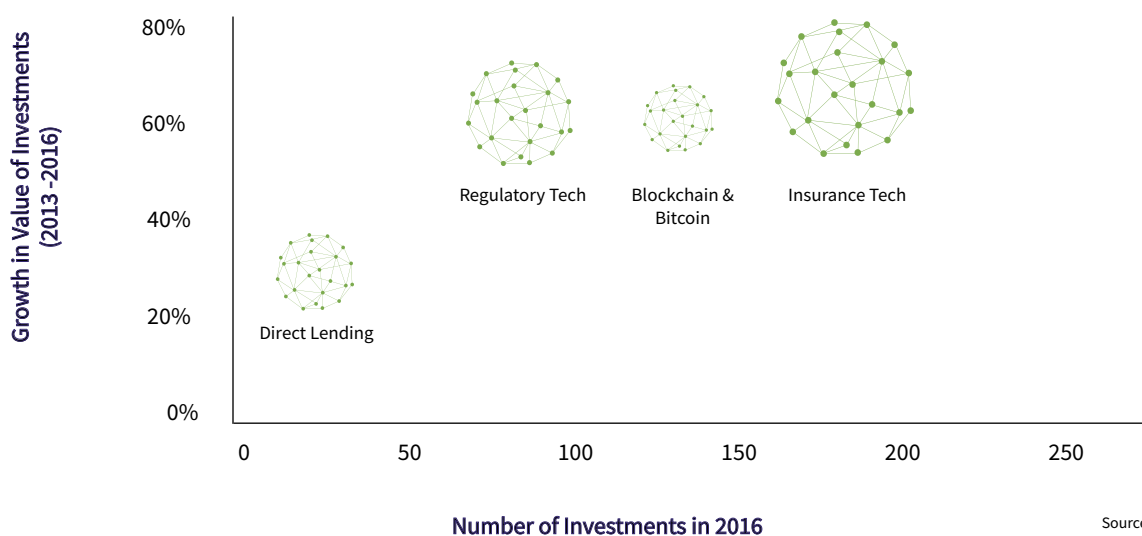 Growth in Value of Investments
(2013 -2016)
80%
60%
40%
20%
0%
Regulatory Tech
Blockchain &
Bitcoin
Insurance Tech
Direct Lending
0
50
100
150
200
250
Number of Investments in 2016
Source